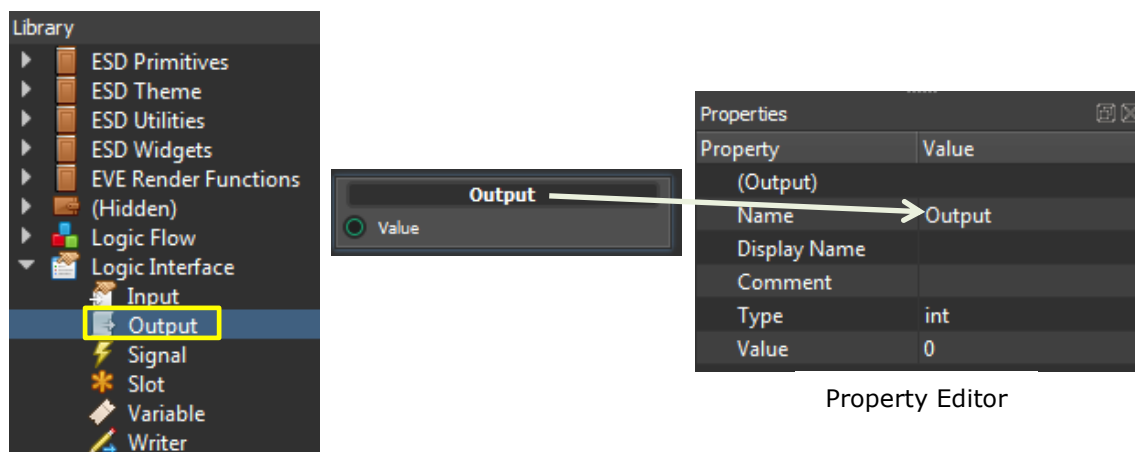 Library
ESD Primitives
ESD Theme
ESD Utilities
ESD Widgets
EVE Render Functions
(Hidden)
Logic Flow
Logic Interface
Input
Output
Signal
Slot
Variable
Writer
Output
Value
Properties
Property Value
(Output)
Name Output
Display Name
Comment
Type int
Value 0
Property Editor